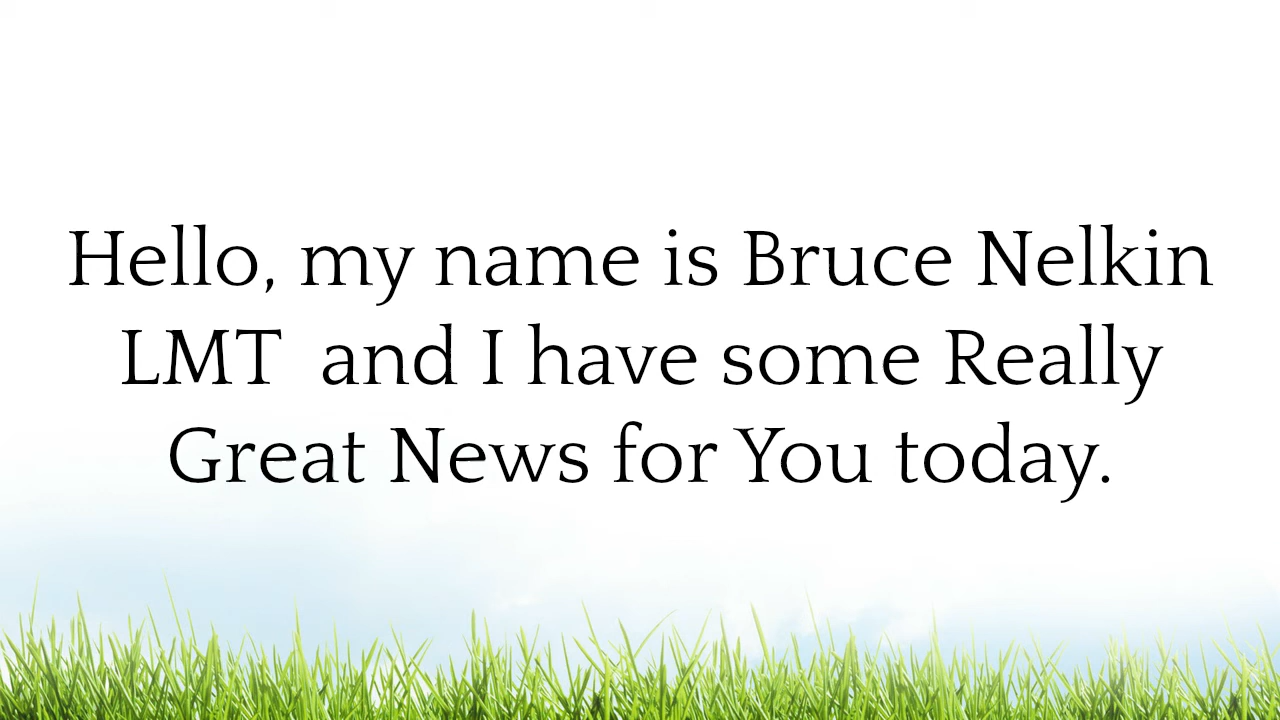 Hello, my name is Bruce Nelkin
LMT  and I have some Really
Great News for You today.